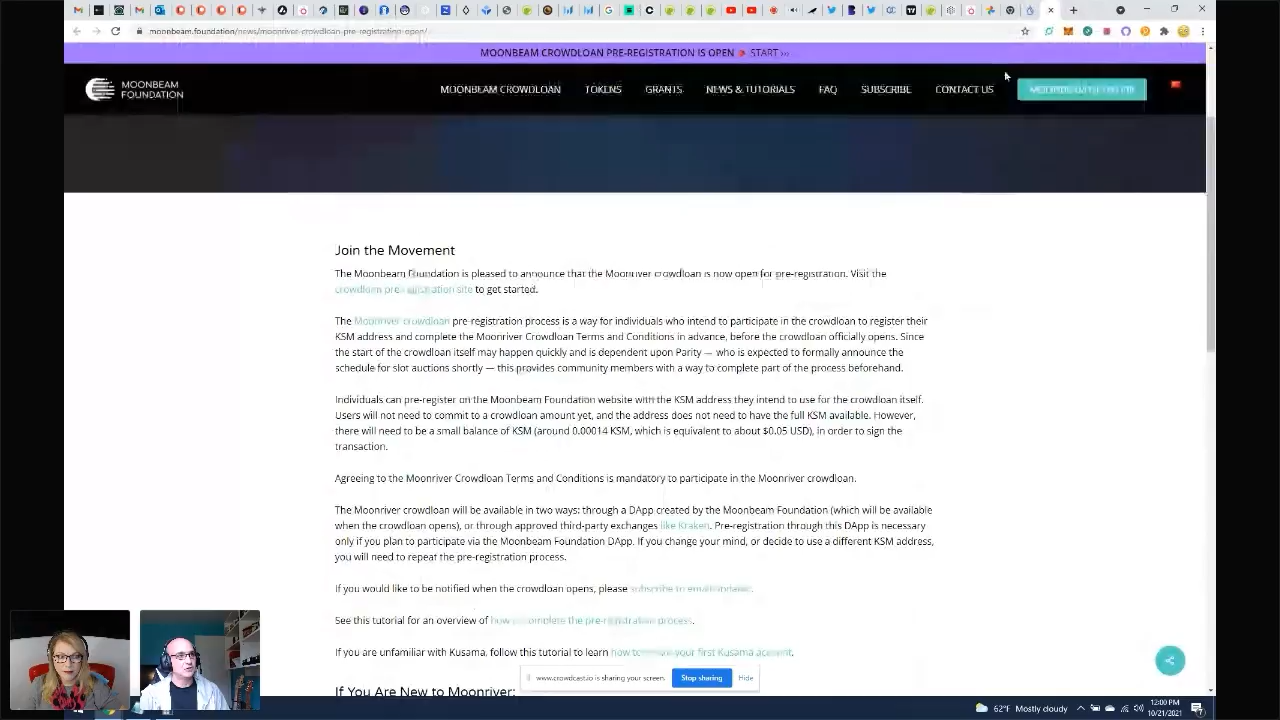 moonbeam.foundation/news/moonriver-crowdloan-pre-registration-open/
MOONBEAM CROWDLOAN PRE-REGISTRATION IS OPEN START ›››
MOONBEAM FOUNDATION
MOONBEAM CROWDLOAN TOKENS GRANTS NEWS & TUTORIALS FAQ SUBSCRIBE CONTACT US
Join the Movement
The Moonbeam Foundation is pleased to announce that the Moonriver crowdloan is now open for pre-registration. Visit the
crowdloan pre-registration site to get started.
The Moonriver crowdloan pre-registration process is a way for individuals who intend to participate in the crowdloan to register their
KSM address and complete the Moonriver Crowdloan Terms and Conditions in advance, before the crowdloan officially opens. Since
the start of the crowdloan itself may happen quickly and is dependent upon Parity — who is expected to formally announce the
schedule for slot auctions shortly — this provides community members with a way to complete part of the process beforehand.
Individuals can pre-register on the Moonbeam Foundation website with the KSM address they intend to use for the crowdloan itself.
Users will not need to commit to a crowdloan amount yet, and the address does not need to have the full KSM available. However,
there will need to be a small balance of KSM (around 0.00014 KSM, which is equivalent to about $0.05 USD), in order to sign the
transaction.
Agreeing to the Moonriver Crowdloan Terms and Conditions is mandatory to participate in the Moonriver crowdloan.
The Moonriver crowdloan will be available in two ways: through a DApp created by the Moonbeam Foundation (which will be available
when the crowdloan opens), or through approved third-party exchanges like Kraken. Pre-registration through this DApp is necessary
only if you plan to participate via the Moonbeam Foundation DApp. If you change your mind, or decide to use a different KSM address,
you will need to repeat the pre-registration process.
If you would like to be notified when the crowdloan opens, please subscribe to email updates.
See this tutorial for an overview of how to complete the pre-registration process.
If you are unfamiliar with Kusama, follow this tutorial to learn how to create your first Kusama account.
www.crowdcast.io is sharing your screen. Stop sharing Hide
If You Are New to Moonriver:
62°F Mostly cloudy
12:00 PM
10/21/2021